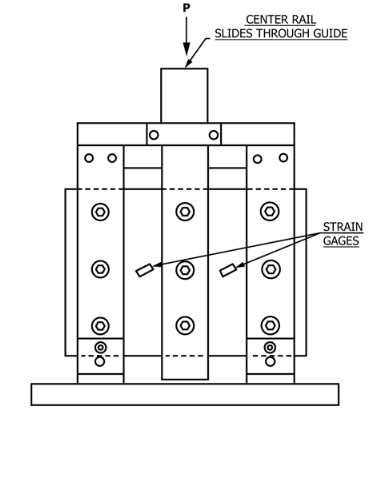 P
CENTER RAIL
SLIDES THROUGH GUIDE
STRAIN
GAGES